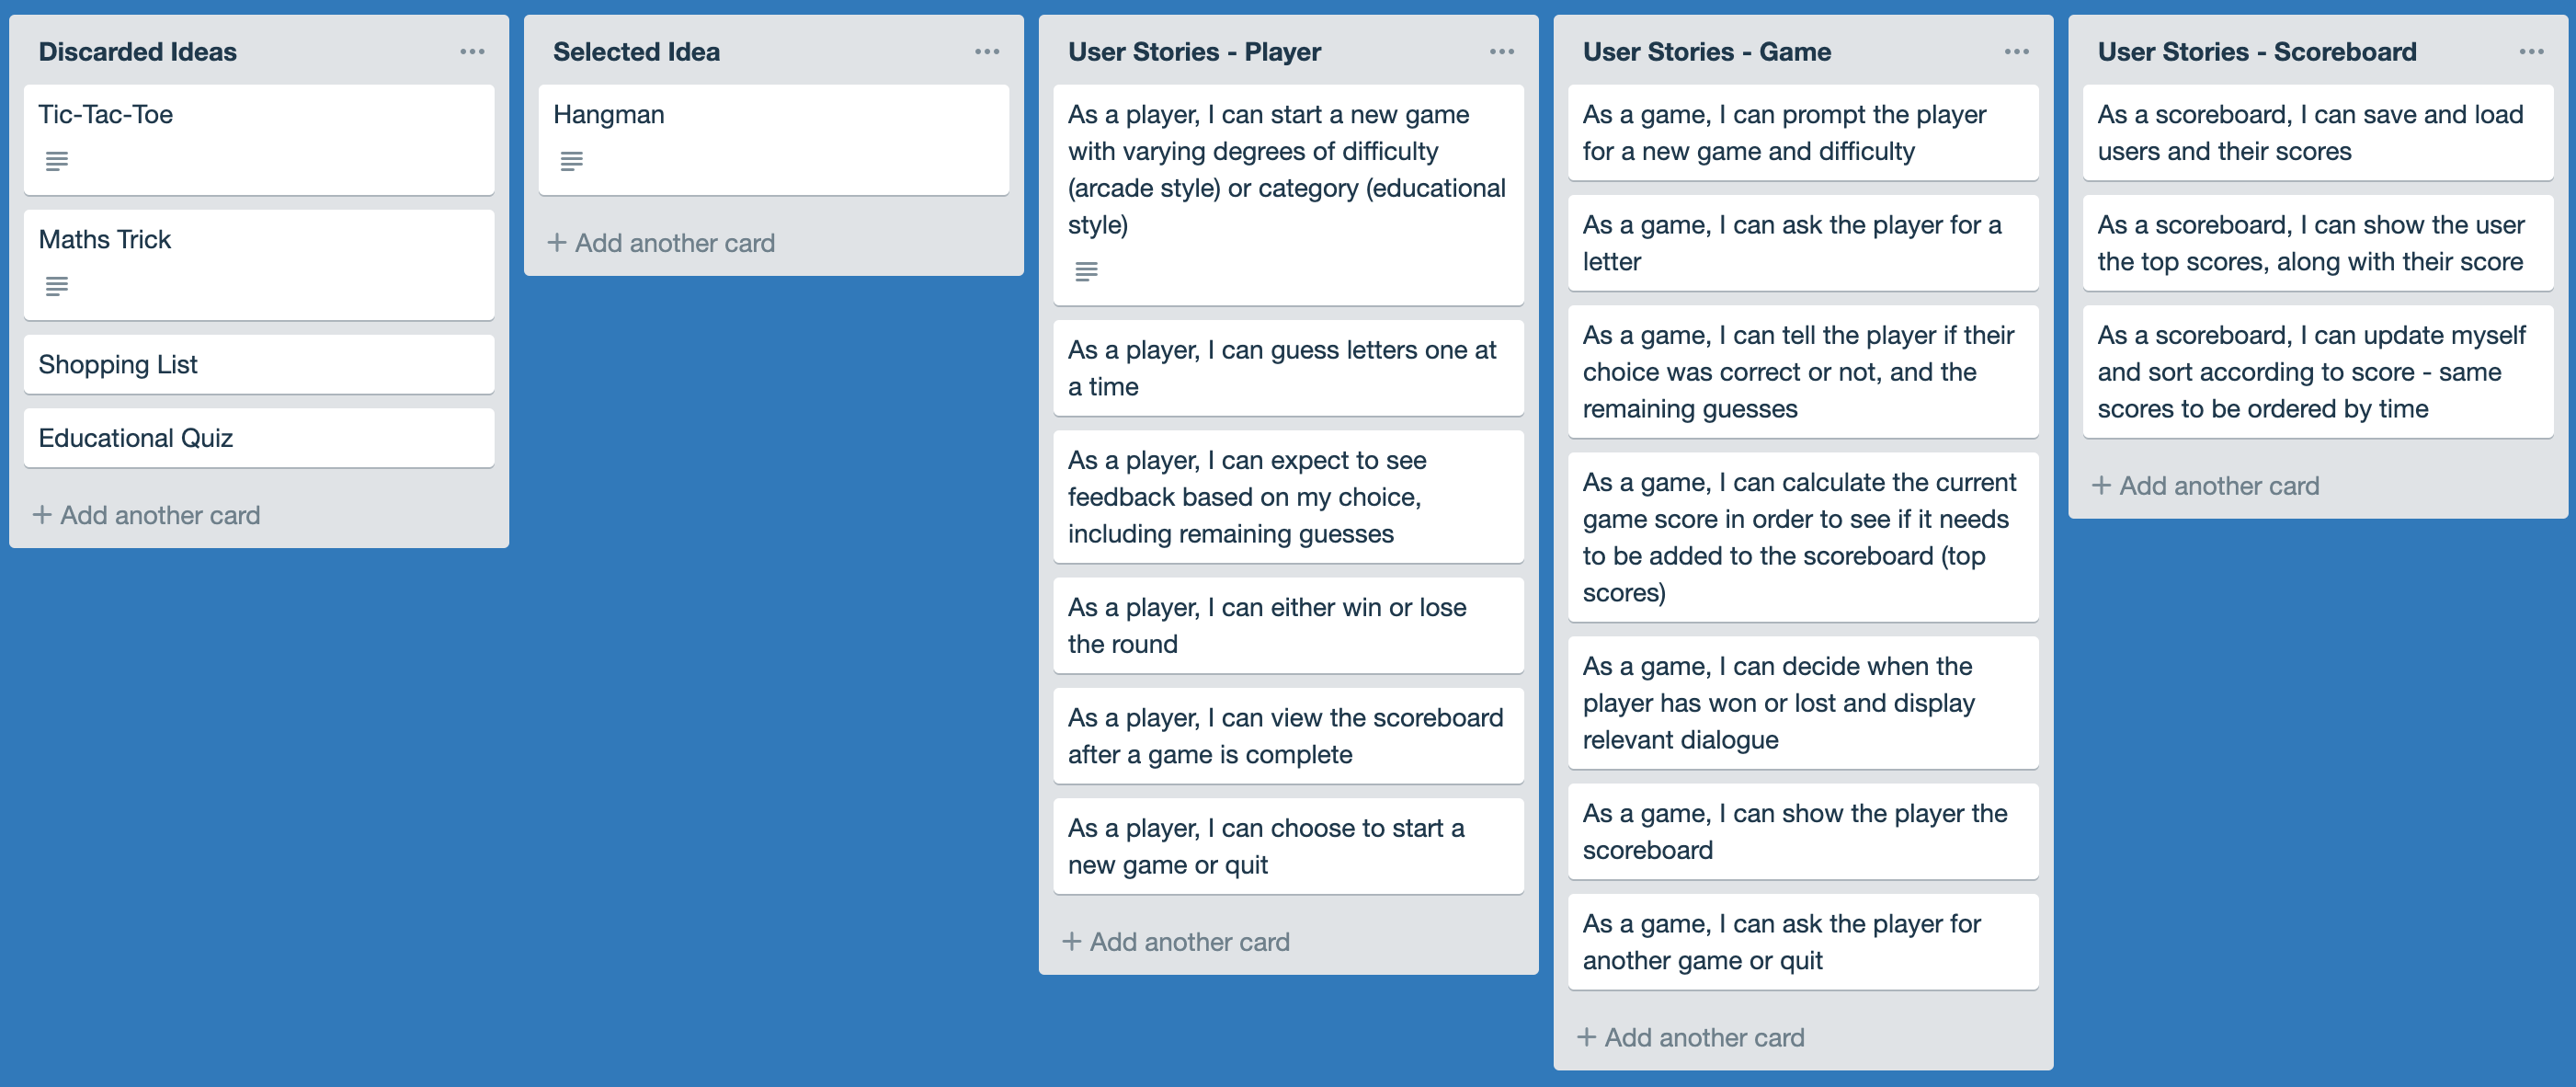 Discarded Ideas
Tic-Tac-Toe
Maths Trick
Shopping List
Educational Quiz
+ Add another card
Selected Idea
Hangman
+ Add another card
User Stories - Player
As a player, I can start a new game
with varying degrees of difficulty
(arcade style) or category (educational
style)
As a player, I can guess letters one at
a time
As a player, I can expect to see
feedback based on my choice,
including remaining guesses
As a player, I can either win or lose
the round
As a player, I can view the scoreboard
after a game is complete
As a player, I can choose to start a
new game or quit
+ Add another card
User Stories - Game
As a game, I can prompt the player
for a new game and difficulty
As a game, I can ask the player for a
letter
As a game, I can tell the player if their
choice was correct or not, and the
remaining guesses
As a game, I can calculate the current
game score in order to see if it needs
to be added to the scoreboard (top
scores)
As a game, I can decide when the
player has won or lost and display
relevant dialogue
As a game, I can show the player the
scoreboard
As a game, I can ask the player for
another game or quit
+ Add another card
User Stories - Scoreboard
As a scoreboard, I can save and load
users and their scores
As a scoreboard, I can show the user
the top scores, along with their score
As a scoreboard, I can update myself
and sort according to score - same
scores to be ordered by time
+ Add another card